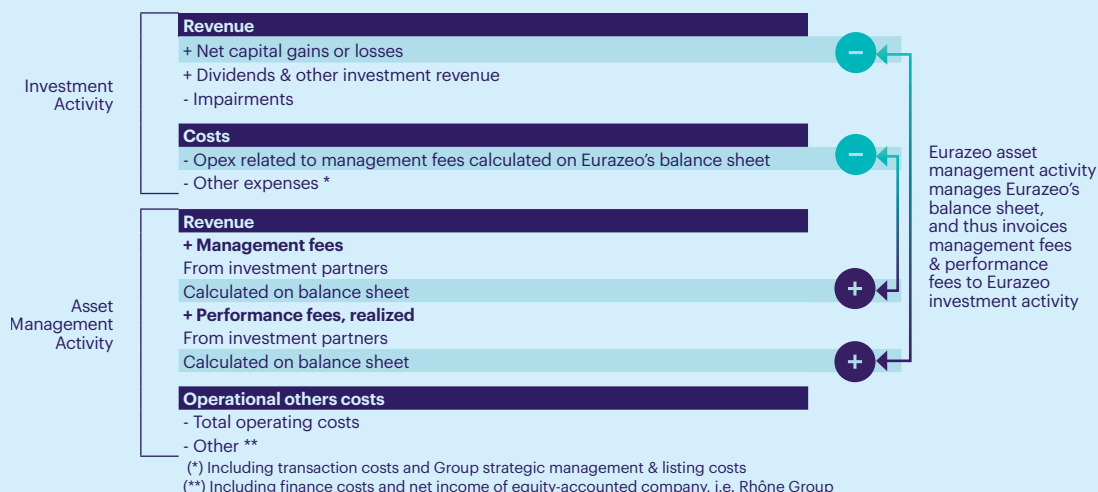 Investment
Activity
Revenue
+ Net capital gains or losses
+ Dividends & other investment revenue
- Impairments
Costs
- Opex related to management fees calculated on Eurazeo's balance sheet
- Other expenses *
−
−
Asset
Management
Activity
Revenue
+ Management fees
From investment partners
Calculated on balance sheet
+ Performance fees, realized
From investment partners
Calculated on balance sheet
+
+
Operational others costs
- Total operating costs
- Other **
(*) Including transaction costs and Group strategic management & listing costs
(**) Including finance costs and net income of equity-accounted company, i.e. Rhône Group
Eurazeo asset
management activity
manages Eurazeo's
balance sheet,
and thus invoices
management fees
& performance
fees to Eurazeo
investment activity